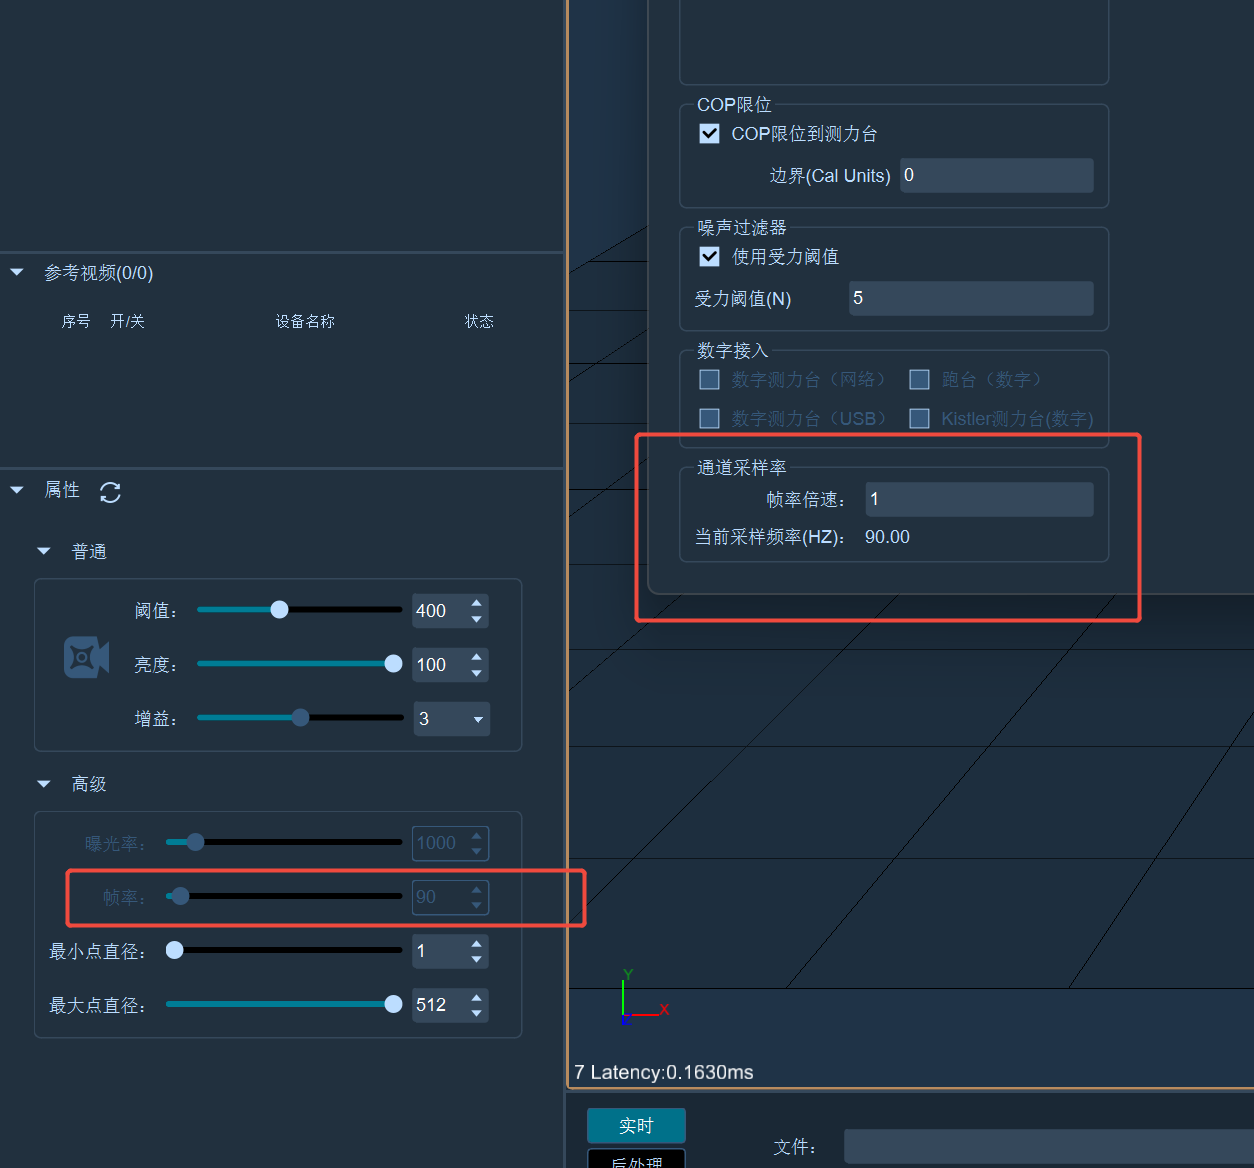 COP限位
COP限位到测力台
边界(Cal Units) 0
噪声过滤器
使用受力阈值
受力阈值(N) 5
数字接入
数字测力台（网络） 跑台（数字）
数字测力台（USB） Kistler测力台(数字)
通道采样率
帧率倍速： 1
当前采样频率(HZ)： 90.00
参考视频(0/0)
序号 开/关 设备名称 状态
属性
普通
阈值： 400
亮度： 100
增益： 3
高级
曝光率： 1000
帧率： 90
最小点直径： 1
最大点直径： 512
Y
X
Z
7 Latency:0.1630ms
实时
文件：
后处理